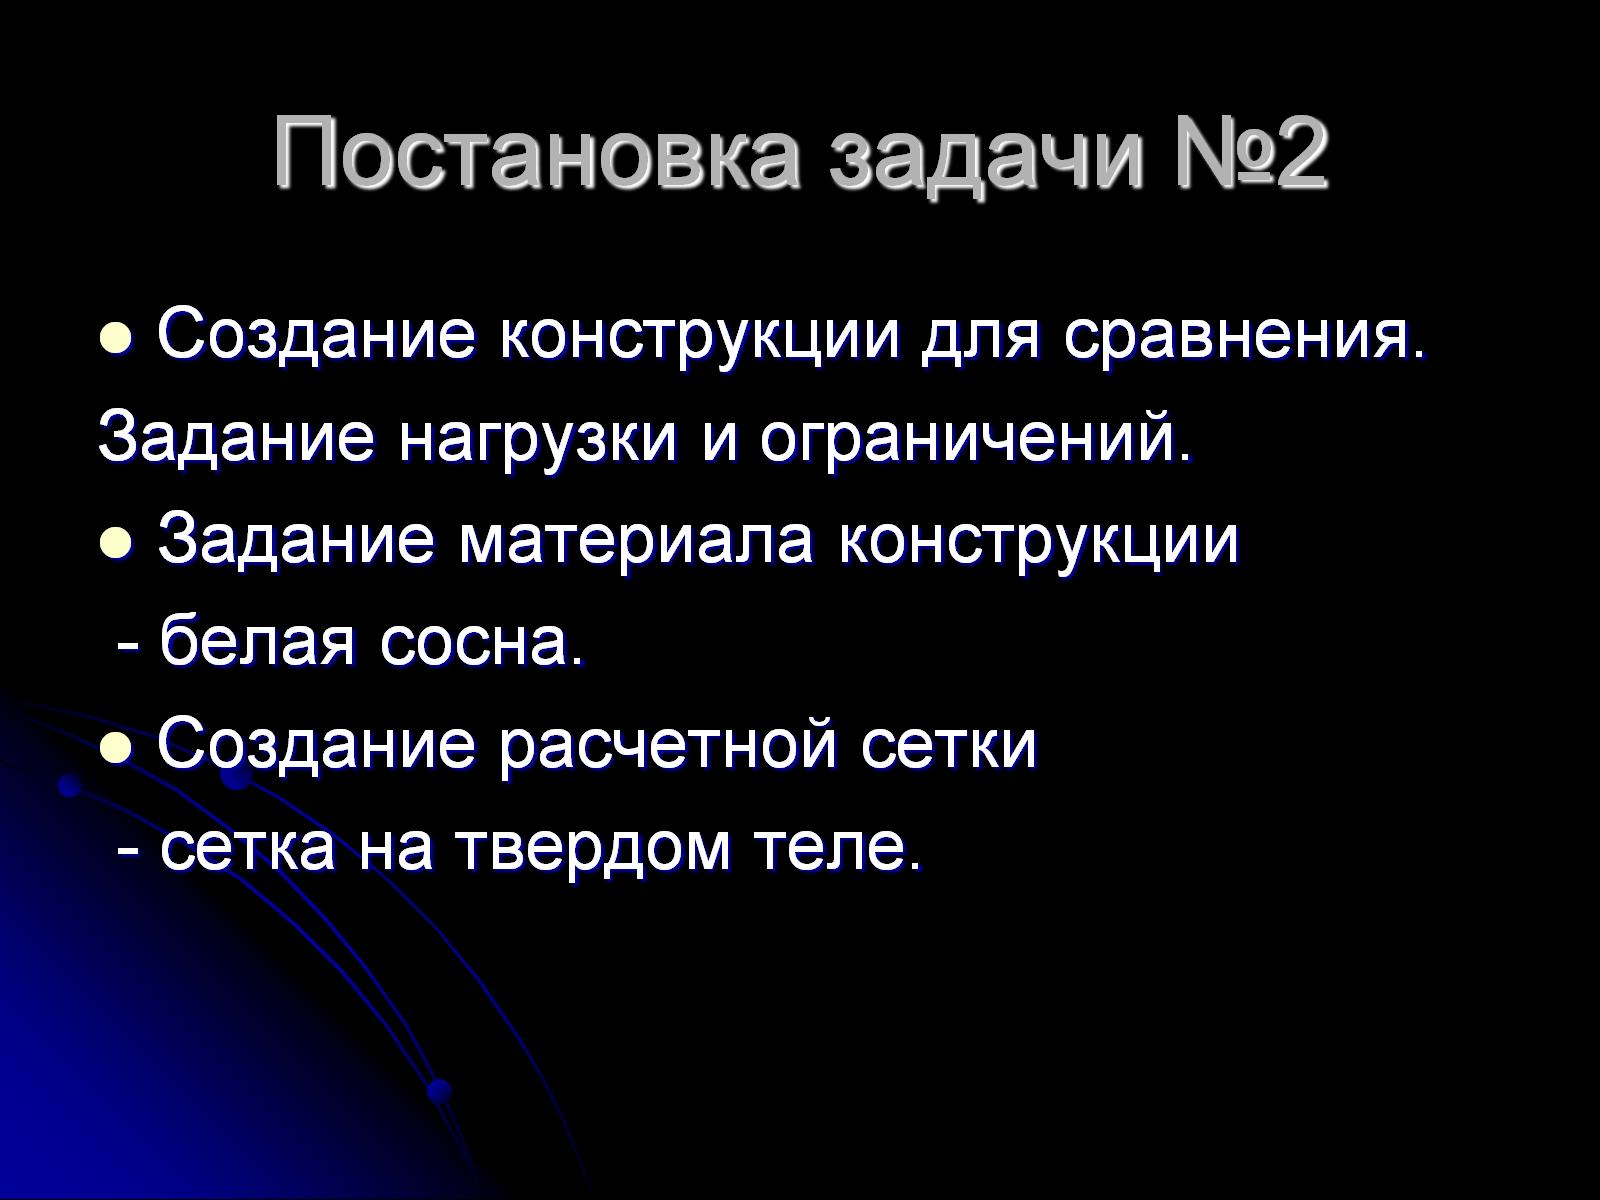 Постановка задачи №2
● Создание конструкции для сравнения.
Задание нагрузки и ограничений.
● Задание материала конструкции
- белая сосна.
● Создание расчетной сетки
- сетка на твердом теле.